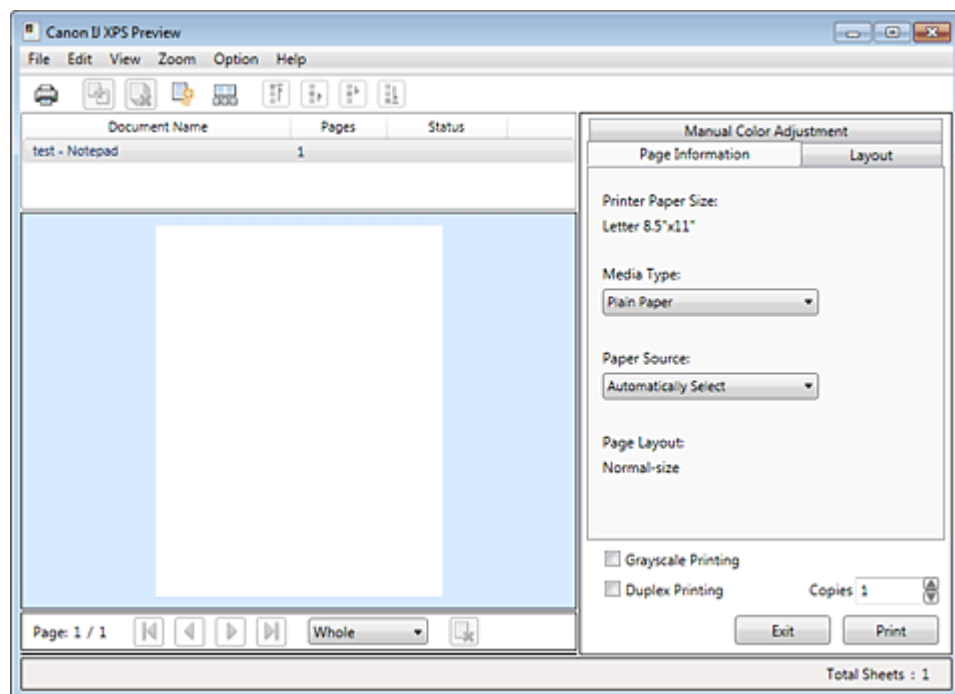 Canon IJ XPS Preview
File Edit View Zoom Option Help
Document Name Pages Status
test - Notepad 1
Manual Color Adjustment
Page Information Layout
Printer Paper Size:
Letter 8.5"x11"
Media Type:
Plain Paper
Paper Source:
Automatically Select
Page Layout:
Normal-size
Grayscale Printing
Duplex Printing Copies 1
Page: 1 / 1 Whole
Exit Print
Total Sheets : 1